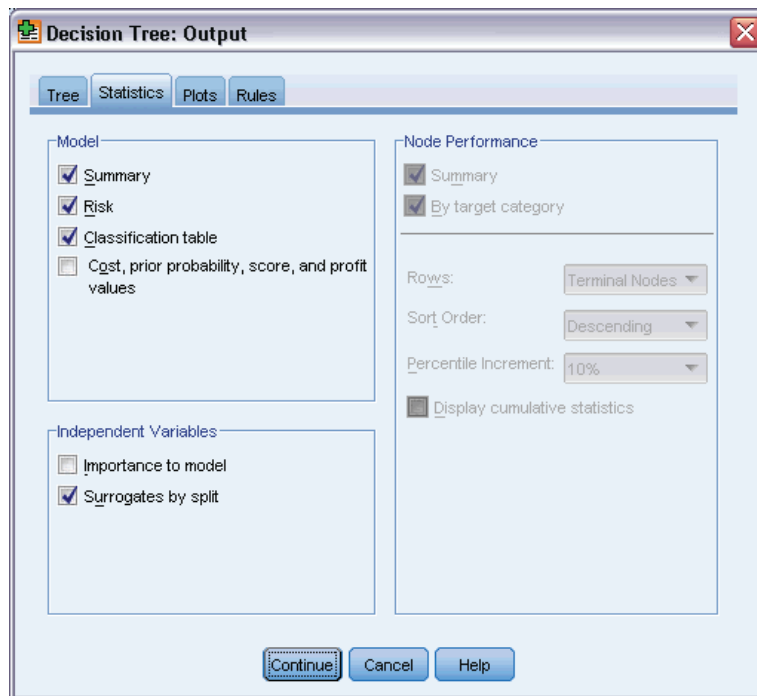 Decision Tree: Output
Tree
Statistics
Plots
Rules
Model
Summary
Risk
Classification table
Cost, prior probability, score, and profit
values
Independent Variables
Importance to model
Surrogates by split
Node Performance
Summary
By target category
Rows:
Terminal Nodes
Sort Order:
Descending
Percentile Increment:
10%
Display cumulative statistics
Continue
Cancel
Help